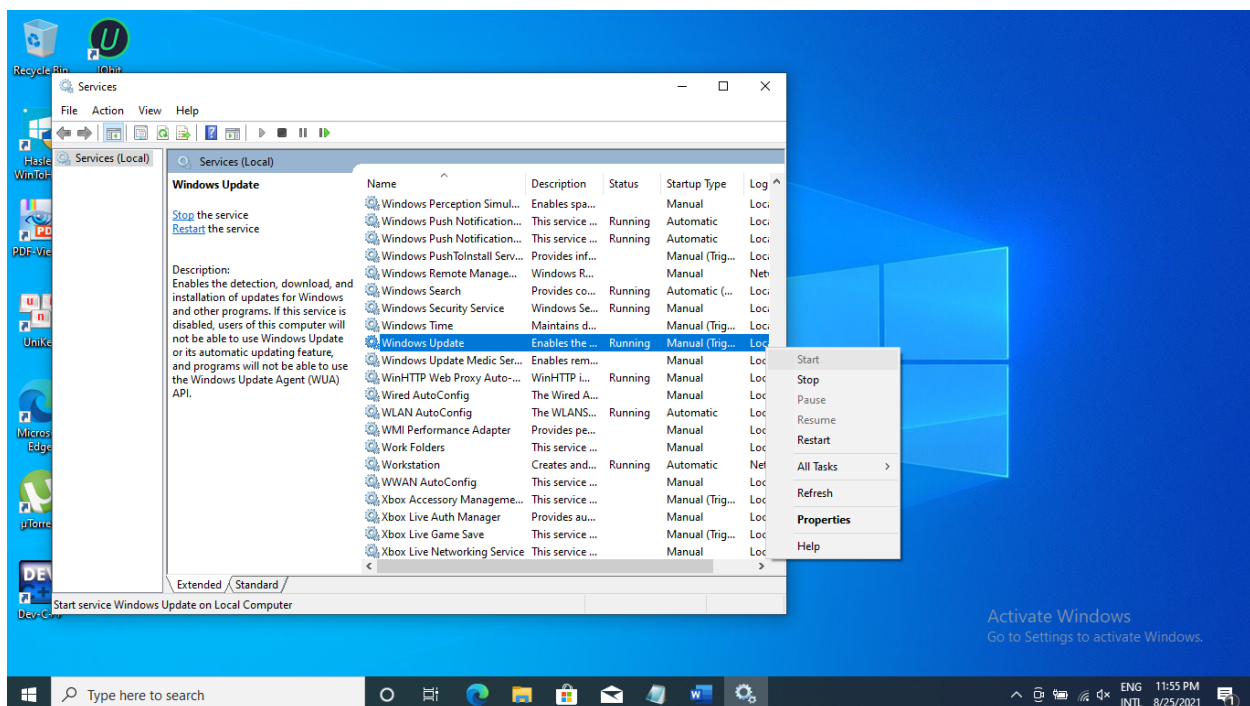 Recycle Bin
IObit
Services
File Action View Help
Services (Local)
Services (Local)
Windows Update
Stop the service
Restart the service
Description:
Enables the detection, download, and
installation of updates for Windows
and other programs. If this service is
disabled, users of this computer will
not be able to use Windows Update
or its automatic updating feature,
and programs will not be able to use
the Windows Update Agent (WUA)
API.
Name Description Status Startup Type Log
Windows Perception Simul... Enables spa... Manual Loca
Windows Push Notification... This service ... Running Automatic Loca
Windows Push Notification... This service ... Running Automatic Loca
Windows PushToInstall Serv... Provides inf... Manual (Trig... Loca
Windows Remote Manage... Windows R... Manual Netv
Windows Search Provides co... Running Automatic (... Loca
Windows Security Service Windows Se... Running Manual Loca
Windows Time Maintains d... Manual (Trig... Loca
Windows Update Enables the ... Running Manual (Trig... Loca
Windows Update Medic Ser... Enables rem... Manual Loc
WinHTTP Web Proxy Auto-... WinHTTP i... Running Manual Loc
Wired AutoConfig The Wired A... Manual Loc
WLAN AutoConfig The WLANS... Running Automatic Loc
WMI Performance Adapter Provides pe... Manual Loc
Work Folders This service ... Manual Loc
Workstation Creates and... Running Automatic Net
WWAN AutoConfig This service ... Manual Loc
Xbox Accessory Manageme... This service ... Manual (Trig... Loc
Xbox Live Auth Manager Provides au... Manual Loc
Xbox Live Game Save This service ... Manual (Trig... Loc
Xbox Live Networking Service This service ... Manual Loc
Extended Standard
Start service Windows Update on Local Computer
Start
Stop
Pause
Resume
Restart
All Tasks
Refresh
Properties
Help
Hasle
WinToH
PDF-Vie
UniKe
Micros
Edge
µTorre
DEV
Dev-C++
Activate Windows
Go to Settings to activate Windows.
Type here to search
ENG 11:55 PM
INTL 8/25/2021